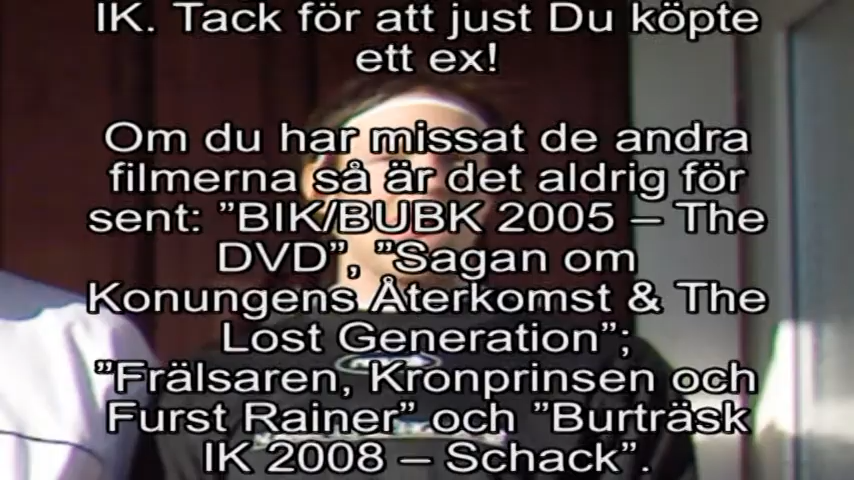 IK. Tack för att just Du köpte
ett ex!
Om du har missat de andra
filmerna så är det aldrig för
sent: ”BIK/BUBK 2005 – The
DVD”, ”Sagan om
Konungens Återkomst & The
Lost Generation”;
”Frälsaren, Kronprinsen och
Furst Rainer” och ”Burträsk
IK 2008 – Schack”.